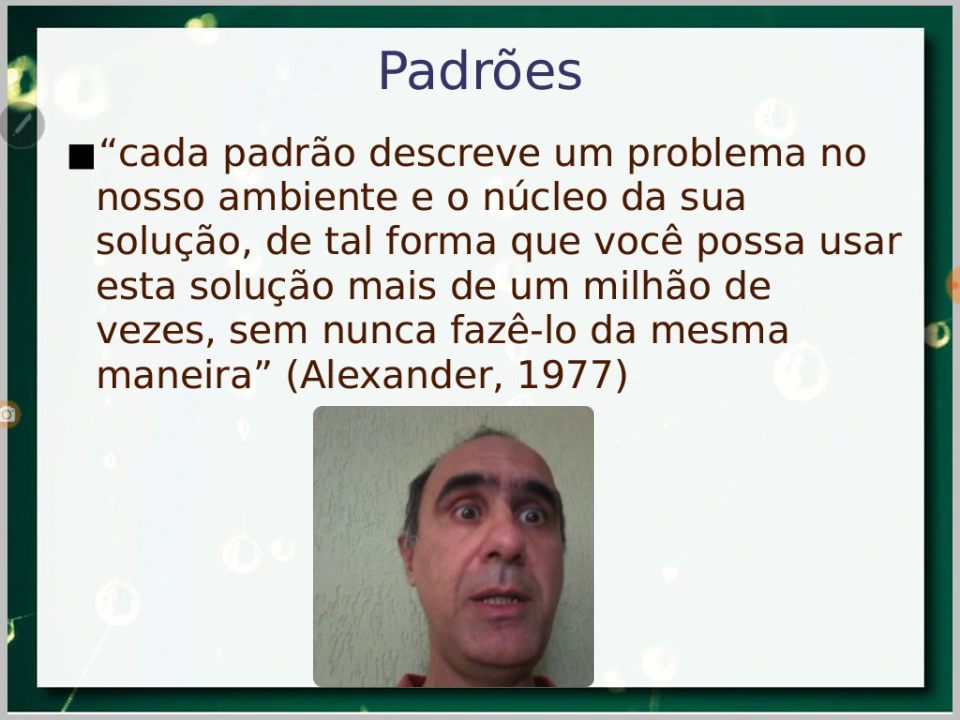 Padrões
“cada padrão descreve um problema no
nosso ambiente e o núcleo da sua
solução, de tal forma que você possa usar
esta solução mais de um milhão de
vezes, sem nunca fazê-lo da mesma
maneira” (Alexander, 1977)